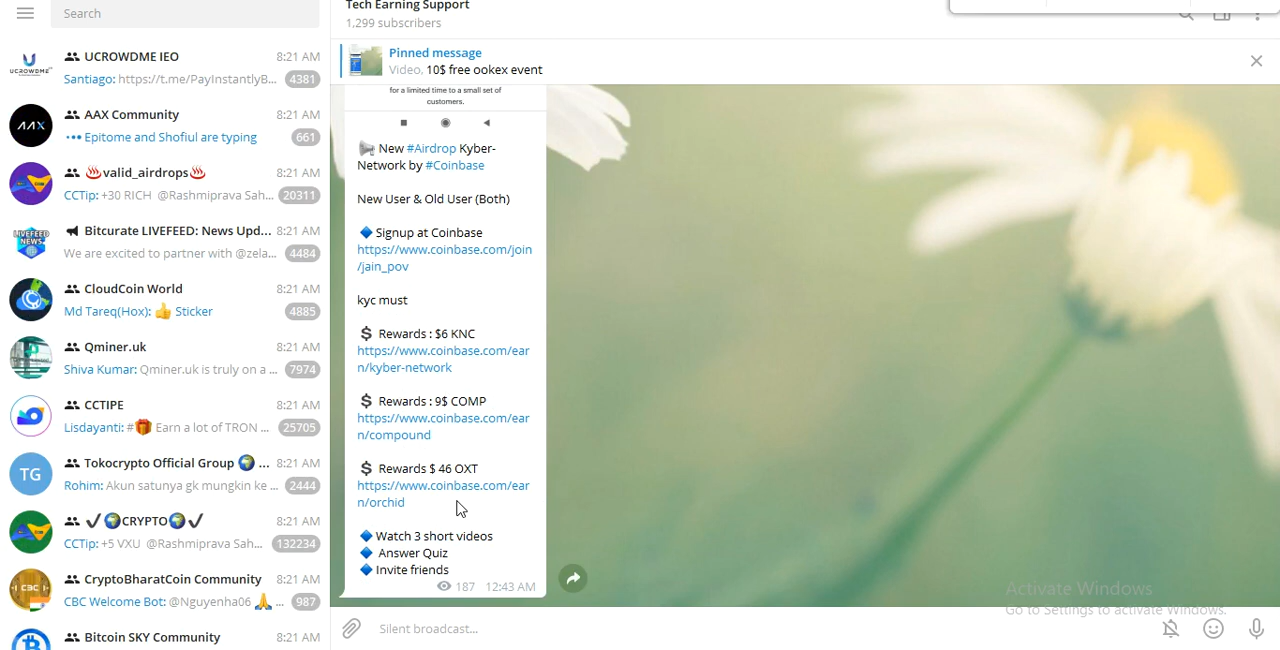 Search
UCROWDME IEO 8:21 AM
Santiago: https://t.me/PayInstantlyB... 4381
AAX Community 8:21 AM
Epitome and Shofiul are typing 661
♨️valid_airdrops♨️ 8:21 AM
CCTip: +30 RICH @Rashmiprava Sah... 20311
Bitcurate LIVEFEED: News Upd... 8:21 AM
We are excited to partner with @zela... 4484
CloudCoin World 8:21 AM
Md Tareq(Hox): 👍 Sticker 4885
Qminer.uk 8:21 AM
Shiva Kumar: Qminer.uk is truly on a ... 7974
CCTIPE 8:21 AM
Lisdayanti: #🎁 Earn a lot of TRON ... 25705
TG
Tokocrypto Official Group 🌍 ... 8:21 AM
Rohim: Akun satunya gk mungkin ke ... 2444
✔️🌍CRYPTO🌍✔️ 8:21 AM
CCTip: +5 VXU @Rashmiprava Sah... 132234
CryptoBharatCoin Community 8:21 AM
CBC Welcome Bot: @Nguyenha06 🙏 ... 987
Bitcoin SKY Community 8:21 AM
UCROWDME
AAX
LIVEFEED
NEWS
CBC
Tech Earning Support
1,299 subscribers
Pinned message
Video, 10$ free ookex event
for a limited time to a small set of
customers.
📢 New #Airdrop Kyber-
Network by #Coinbase
New User & Old User (Both)
🔷 Signup at Coinbase
https://www.coinbase.com/join
/jain_pov
kyc must
💲 Rewards : $6 KNC
https://www.coinbase.com/ear
n/kyber-network
💲 Rewards : 9$ COMP
https://www.coinbase.com/ear
n/compound
💲 Rewards $ 46 OXT
https://www.coinbase.com/ear
n/orchid
🔷 Watch 3 short videos
🔷 Answer Quiz
🔷 Invite friends
187 12:43 AM
Activate Windows
Go to Settings to activate Windows.
Silent broadcast...